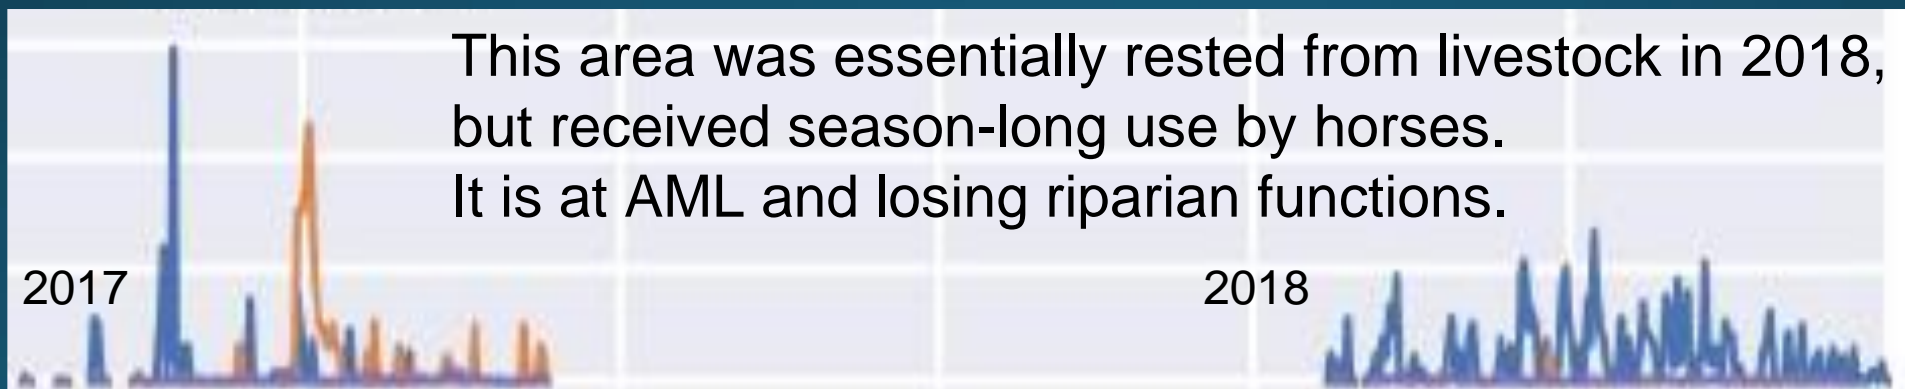 This area was essentially rested from livestock in 2018,
but received season-long use by horses.
It is at AML and losing riparian functions.
2017
2018